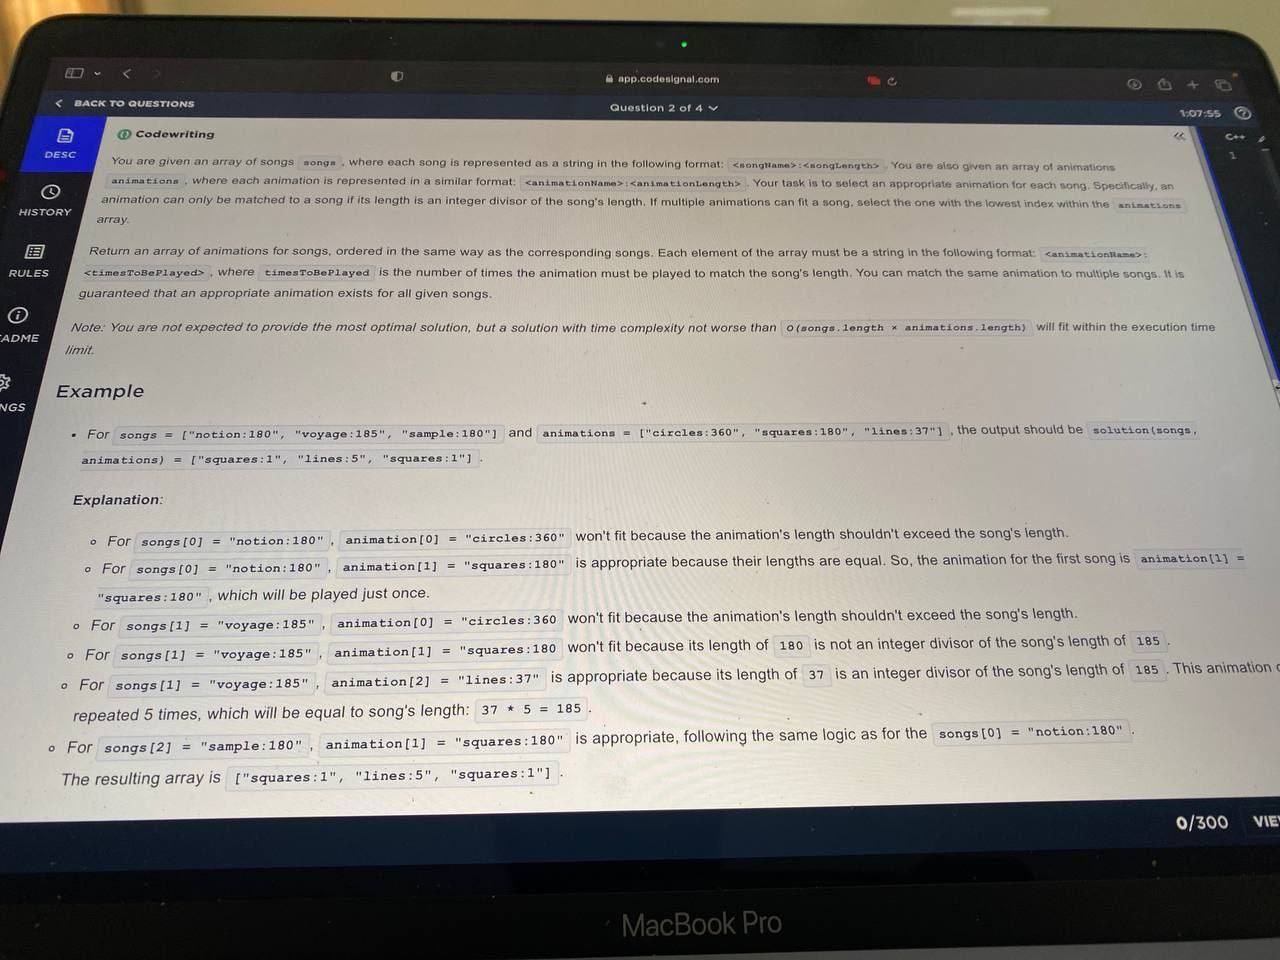 app.codesignal.com
BACK TO QUESTIONS
Question 2 of 4
1:07:55
DESC
Codewriting
C++
1
You are given an array of songs songs , where each song is represented as a string in the following format: <songName>:<songLength> . You are also given an array of animations
animations , where each animation is represented in a similar format: <animationName>:<animationLength> . Your task is to select an appropriate animation for each song. Specifically, an
animation can only be matched to a song if its length is an integer divisor of the song's length. If multiple animations can fit a song, select the one with the lowest index within the animations
array.
HISTORY
Return an array of animations for songs, ordered in the same way as the corresponding songs. Each element of the array must be a string in the following format: <animationName>:
<timesToBePlayed> , where timesToBePlayed is the number of times the animation must be played to match the song's length. You can match the same animation to multiple songs. It is
guaranteed that an appropriate animation exists for all given songs.
RULES
Note: You are not expected to provide the most optimal solution, but a solution with time complexity not worse than O(songs.length × animations.length) will fit within the execution time
limit.
ADME
Example
NGS
• For songs = ["notion:180", "voyage:185", "sample:180"] and animations = ["circles:360", "squares:180", "lines:37"] , the output should be solution(songs,
animations) = ["squares:1", "lines:5", "squares:1"] .
Explanation:
○ For songs[0] = "notion:180" , animation[0] = "circles:360" won't fit because the animation's length shouldn't exceed the song's length.
○ For songs[0] = "notion:180" , animation[1] = "squares:180" is appropriate because their lengths are equal. So, the animation for the first song is animation[1] =
"squares:180" , which will be played just once.
○ For songs[1] = "voyage:185" , animation[0] = "circles:360 won't fit because the animation's length shouldn't exceed the song's length.
○ For songs[1] = "voyage:185" , animation[1] = "squares:180 won't fit because its length of 180 is not an integer divisor of the song's length of 185 .
○ For songs[1] = "voyage:185" , animation[2] = "lines:37" is appropriate because its length of 37 is an integer divisor of the song's length of 185 . This animation
repeated 5 times, which will be equal to song's length: 37 * 5 = 185 .
○ For songs[2] = "sample:180" , animation[1] = "squares:180" is appropriate, following the same logic as for the songs[0] = "notion:180" .
The resulting array is ["squares:1", "lines:5", "squares:1"] .
0/300
VIE
MacBook Pro